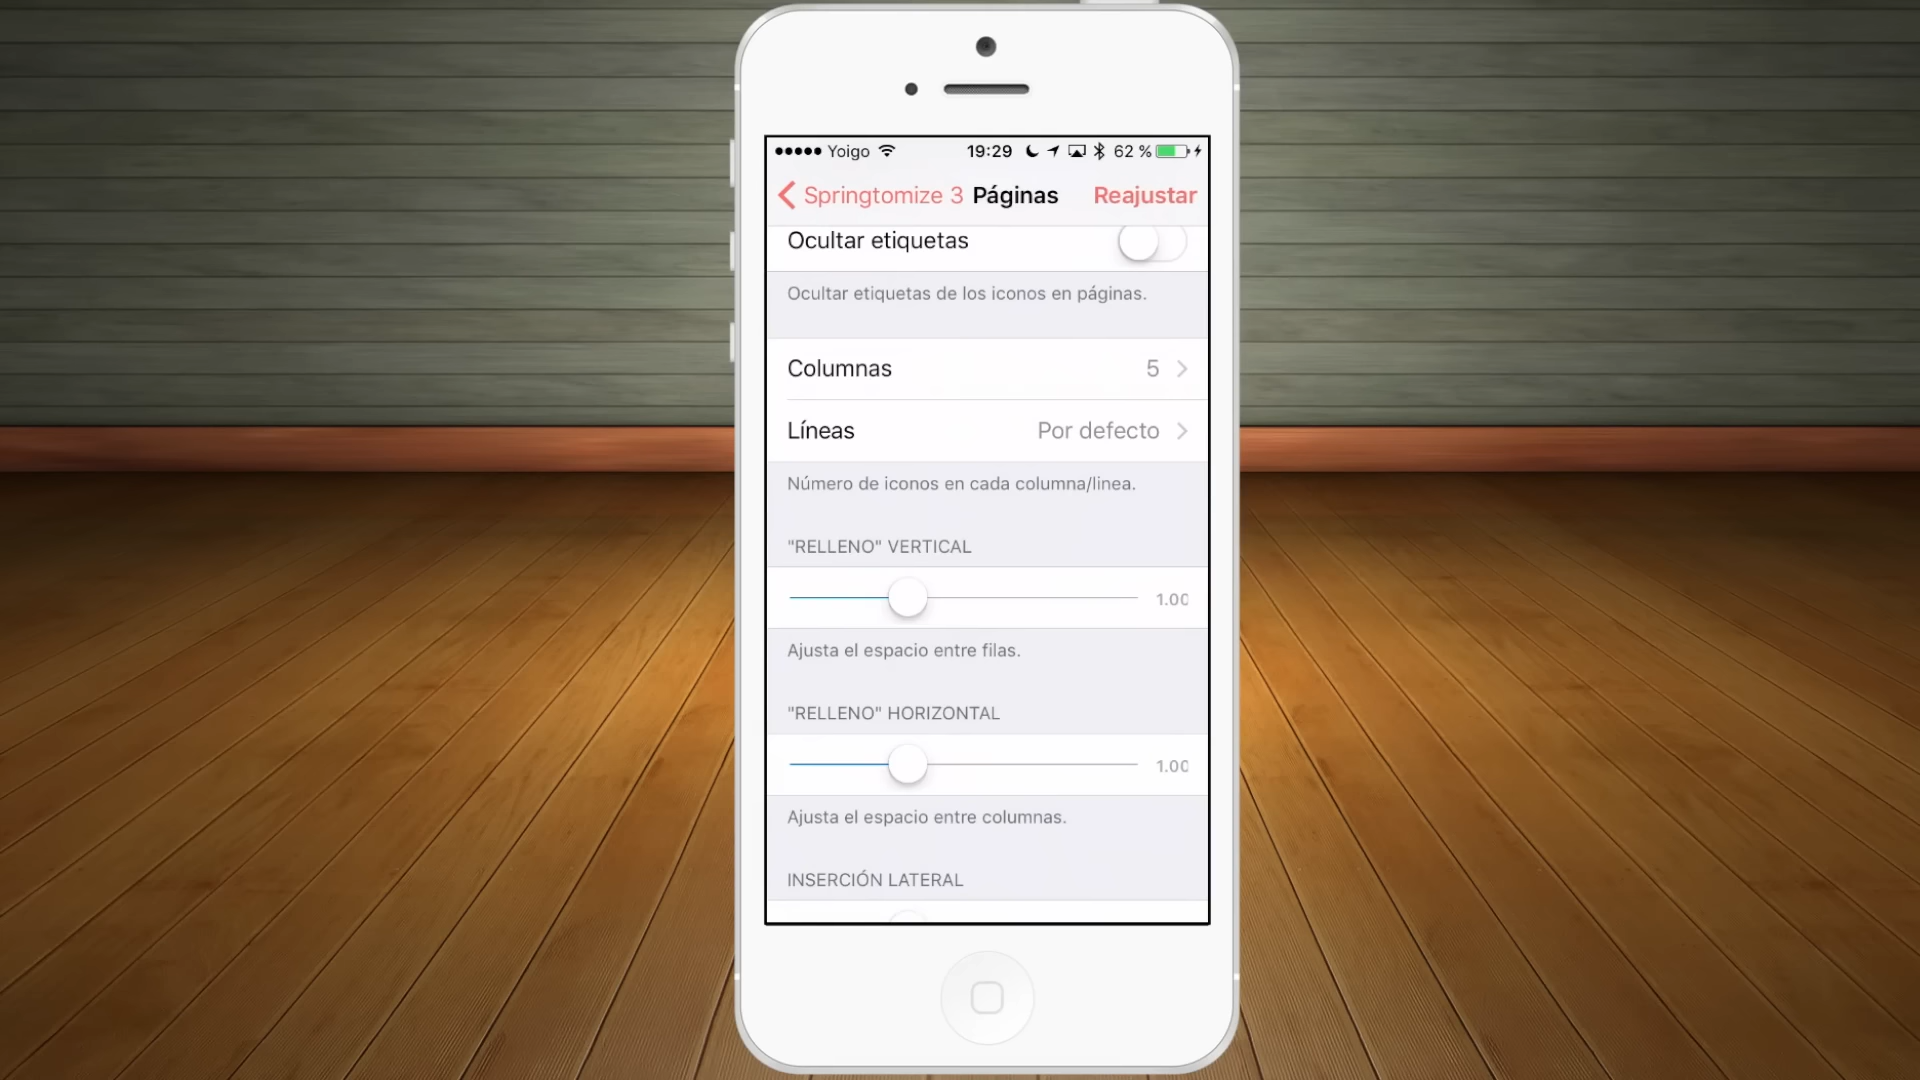 Yoigo 19:29 62 %
Springtomize 3 Páginas Reajustar
Ocultar etiquetas
Ocultar etiquetas de los iconos en páginas.
Columnas 5
Líneas Por defecto
Número de iconos en cada columna/linea.
"RELLENO" VERTICAL
1.00
Ajusta el espacio entre filas.
"RELLENO" HORIZONTAL
1.00
Ajusta el espacio entre columnas.
INSERCIÓN LATERAL